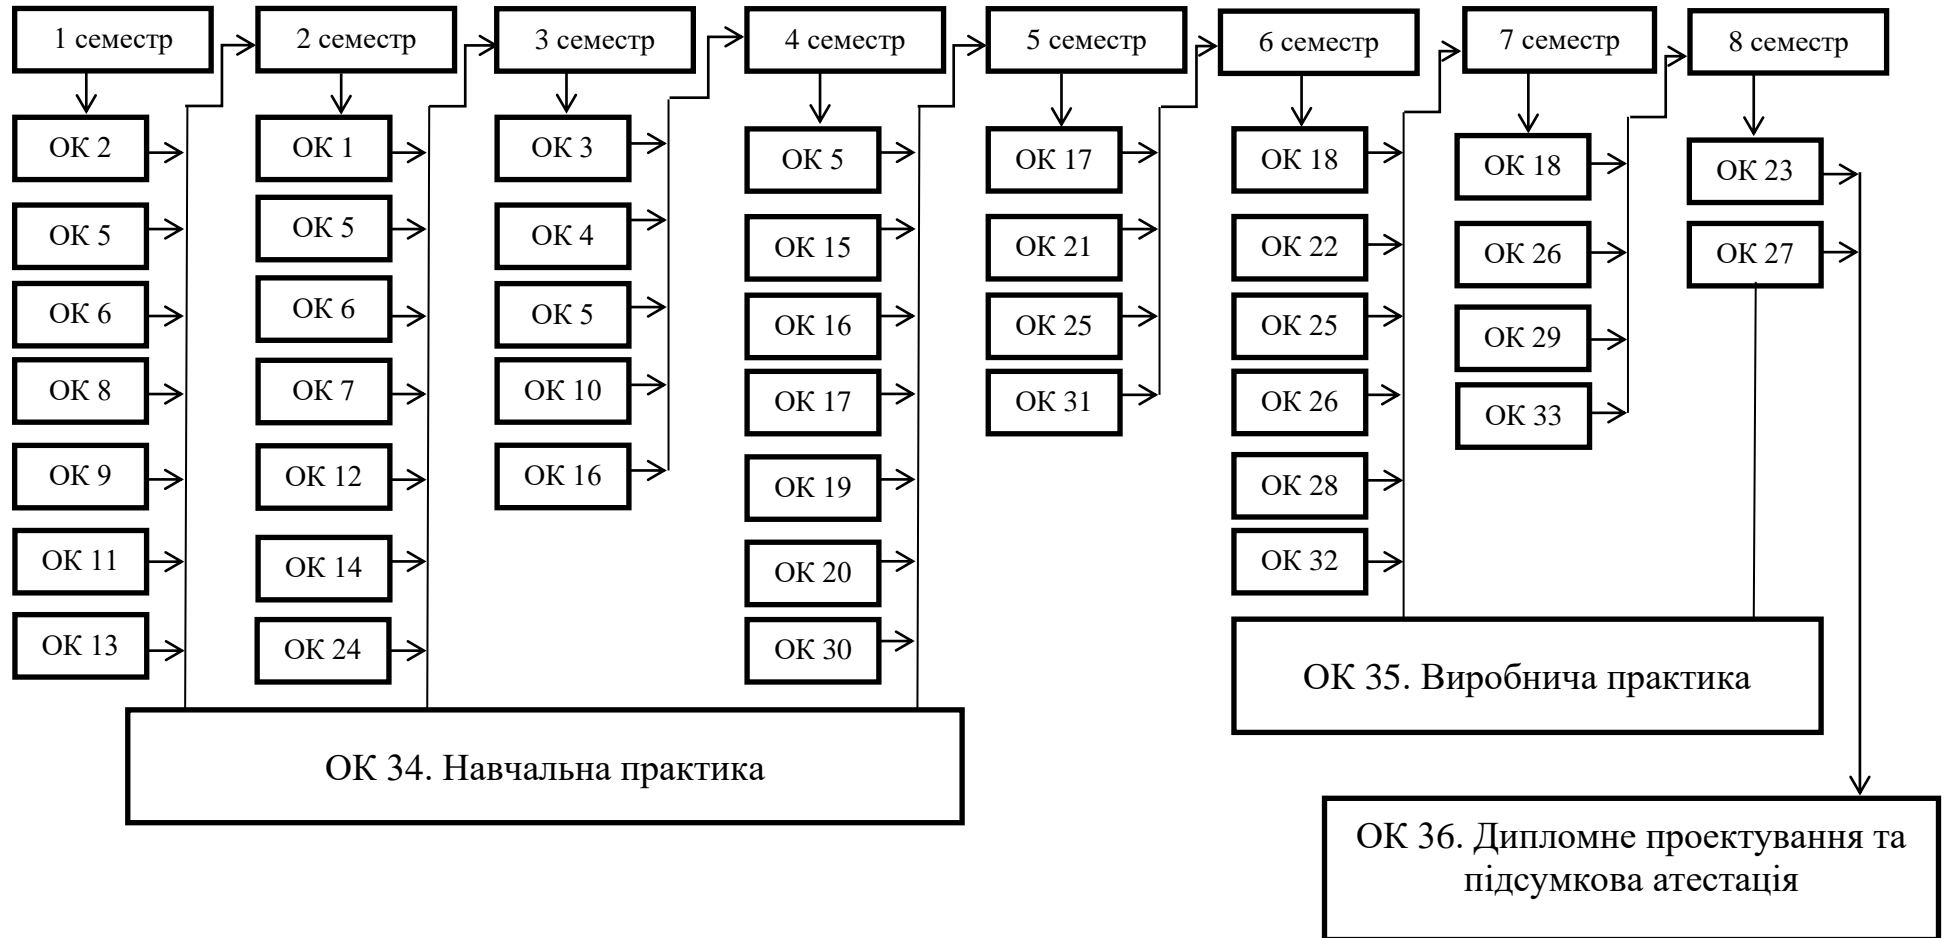 1 семестр
2 семестр
3 семестр
4 семестр
5 семестр
6 семестр
7 семестр
8 семестр
ОК 2
ОК 5
ОК 6
ОК 8
ОК 9
ОК 11
ОК 13
ОК 1
ОК 5
ОК 6
ОК 7
ОК 12
ОК 14
ОК 24
ОК 3
ОК 4
ОК 5
ОК 10
ОК 16
ОК 5
ОК 15
ОК 16
ОК 17
ОК 19
ОК 20
ОК 30
ОК 17
ОК 21
ОК 25
ОК 31
ОК 18
ОК 22
ОК 25
ОК 26
ОК 28
ОК 32
ОК 18
ОК 26
ОК 29
ОК 33
ОК 23
ОК 27
ОК 34. Навчальна практика
ОК 35. Виробнича практика
ОК 36. Дипломне проектування та
підсумкова атестація